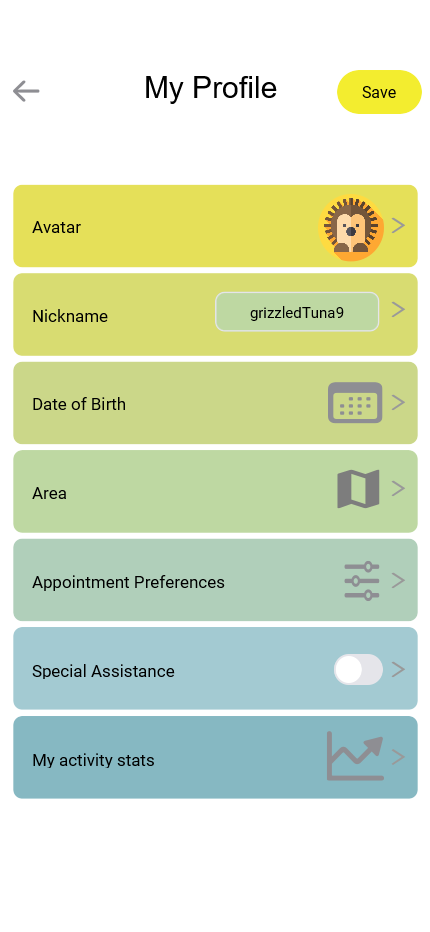 My Profile
Save
Avatar
Nickname
grizzledTuna9
Date of Birth
Area
Appointment Preferences
Special Assistance
My activity stats